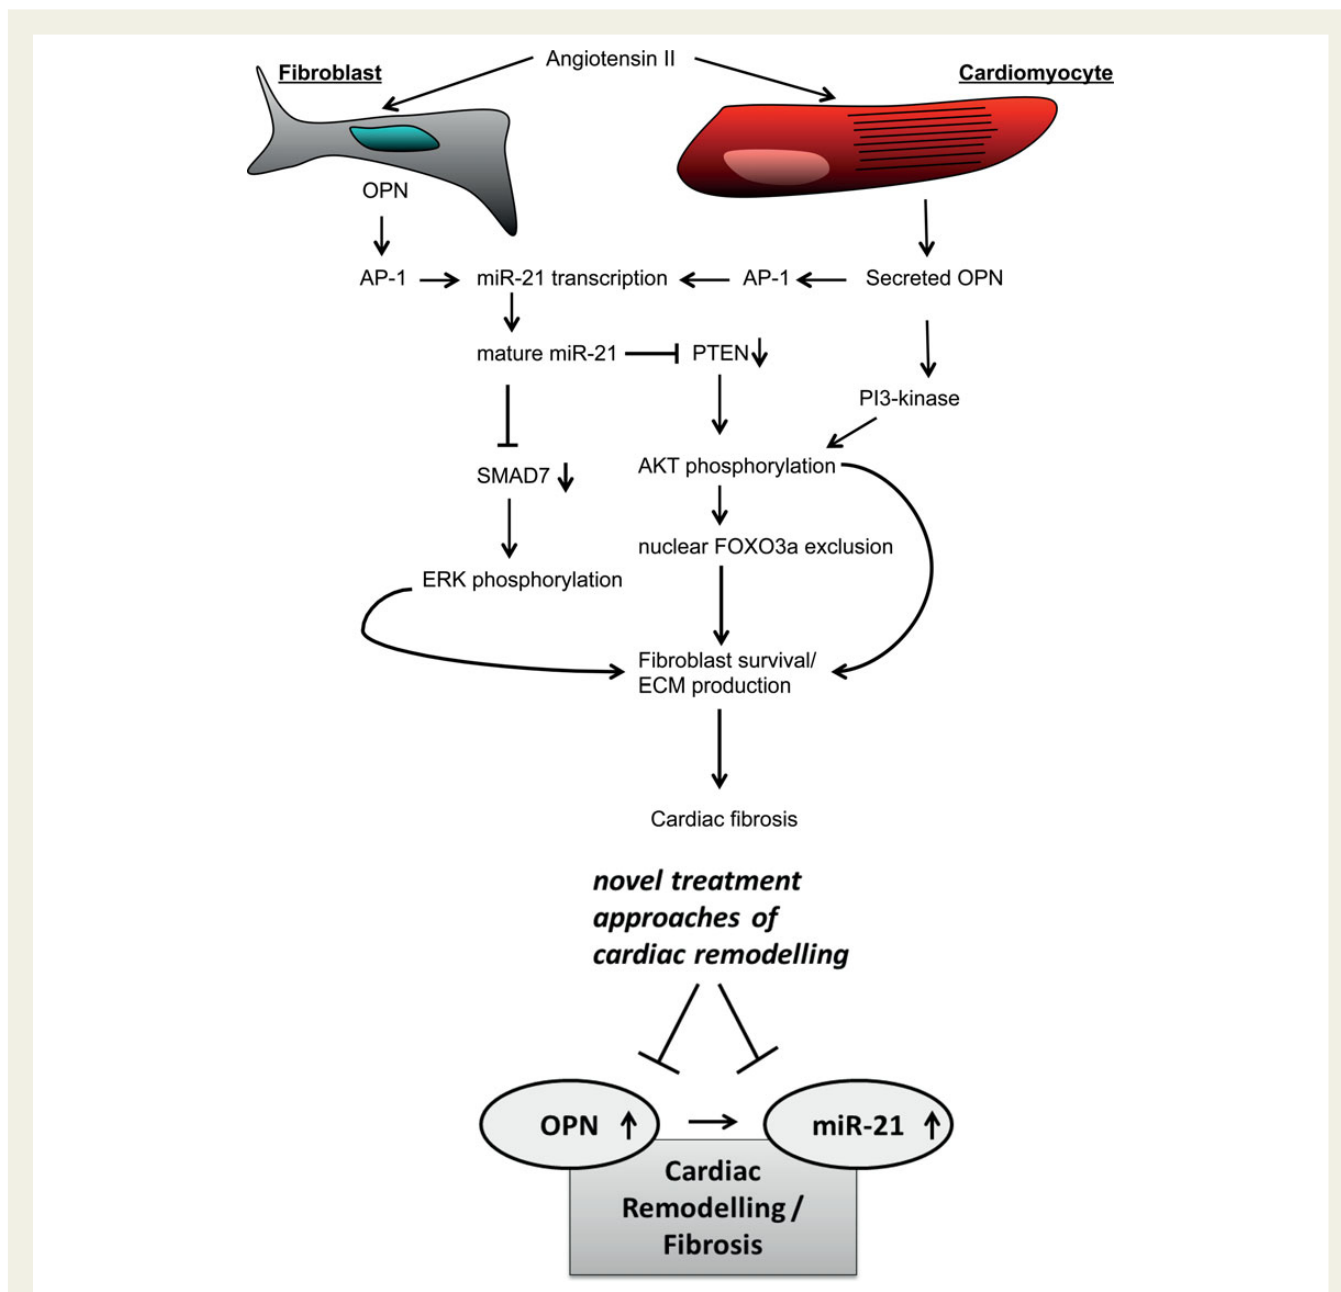 Angiotensin II
Fibroblast
Cardiomyocyte
OPN
AP-1
miR-21 transcription
AP-1
Secreted OPN
mature miR-21
PTEN
PI3-kinase
AKT phosphorylation
SMAD7
nuclear FOXO3a exclusion
ERK phosphorylation
Fibroblast survival/
ECM production
Cardiac fibrosis
novel treatment
approaches of
cardiac remodelling
OPN
miR-21
Cardiac
Remodelling /
Fibrosis